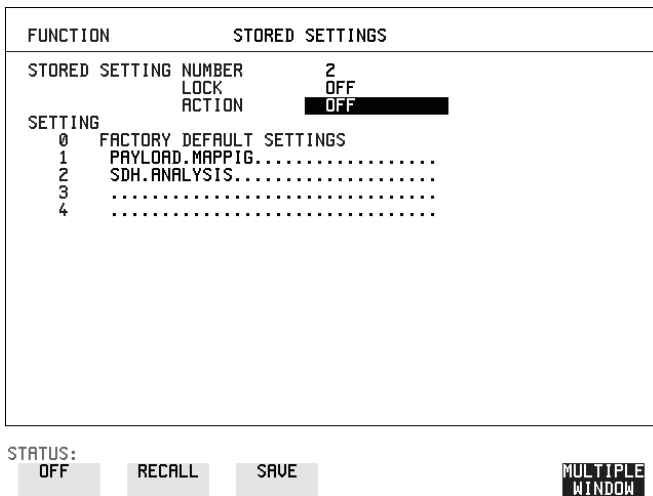 FUNCTION STORED SETTINGS
STORED SETTING NUMBER 2
LOCK OFF
ACTION OFF
SETTING
0 FACTORY DEFAULT SETTINGS
1 PAYLOAD.MAPPIG..................
2 SDH.ANALYSIS....................
3 ................................
4 ................................
STATUS:
OFF RECALL SAVE MULTIPLE WINDOW